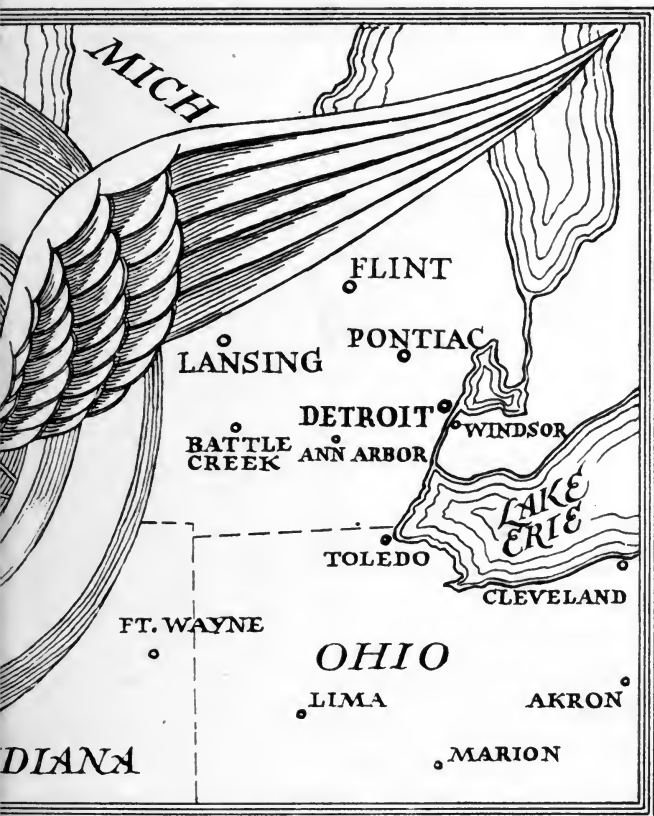 MICH
FLINT
PONTIAC
LANSING
DETROIT
WINDSOR
BATTLE
CREEK
ANN ARBOR
LAKE
ERIE
TOLEDO
CLEVELAND
FT. WAYNE
OHIO
LIMA
AKRON
MARION
DIANA